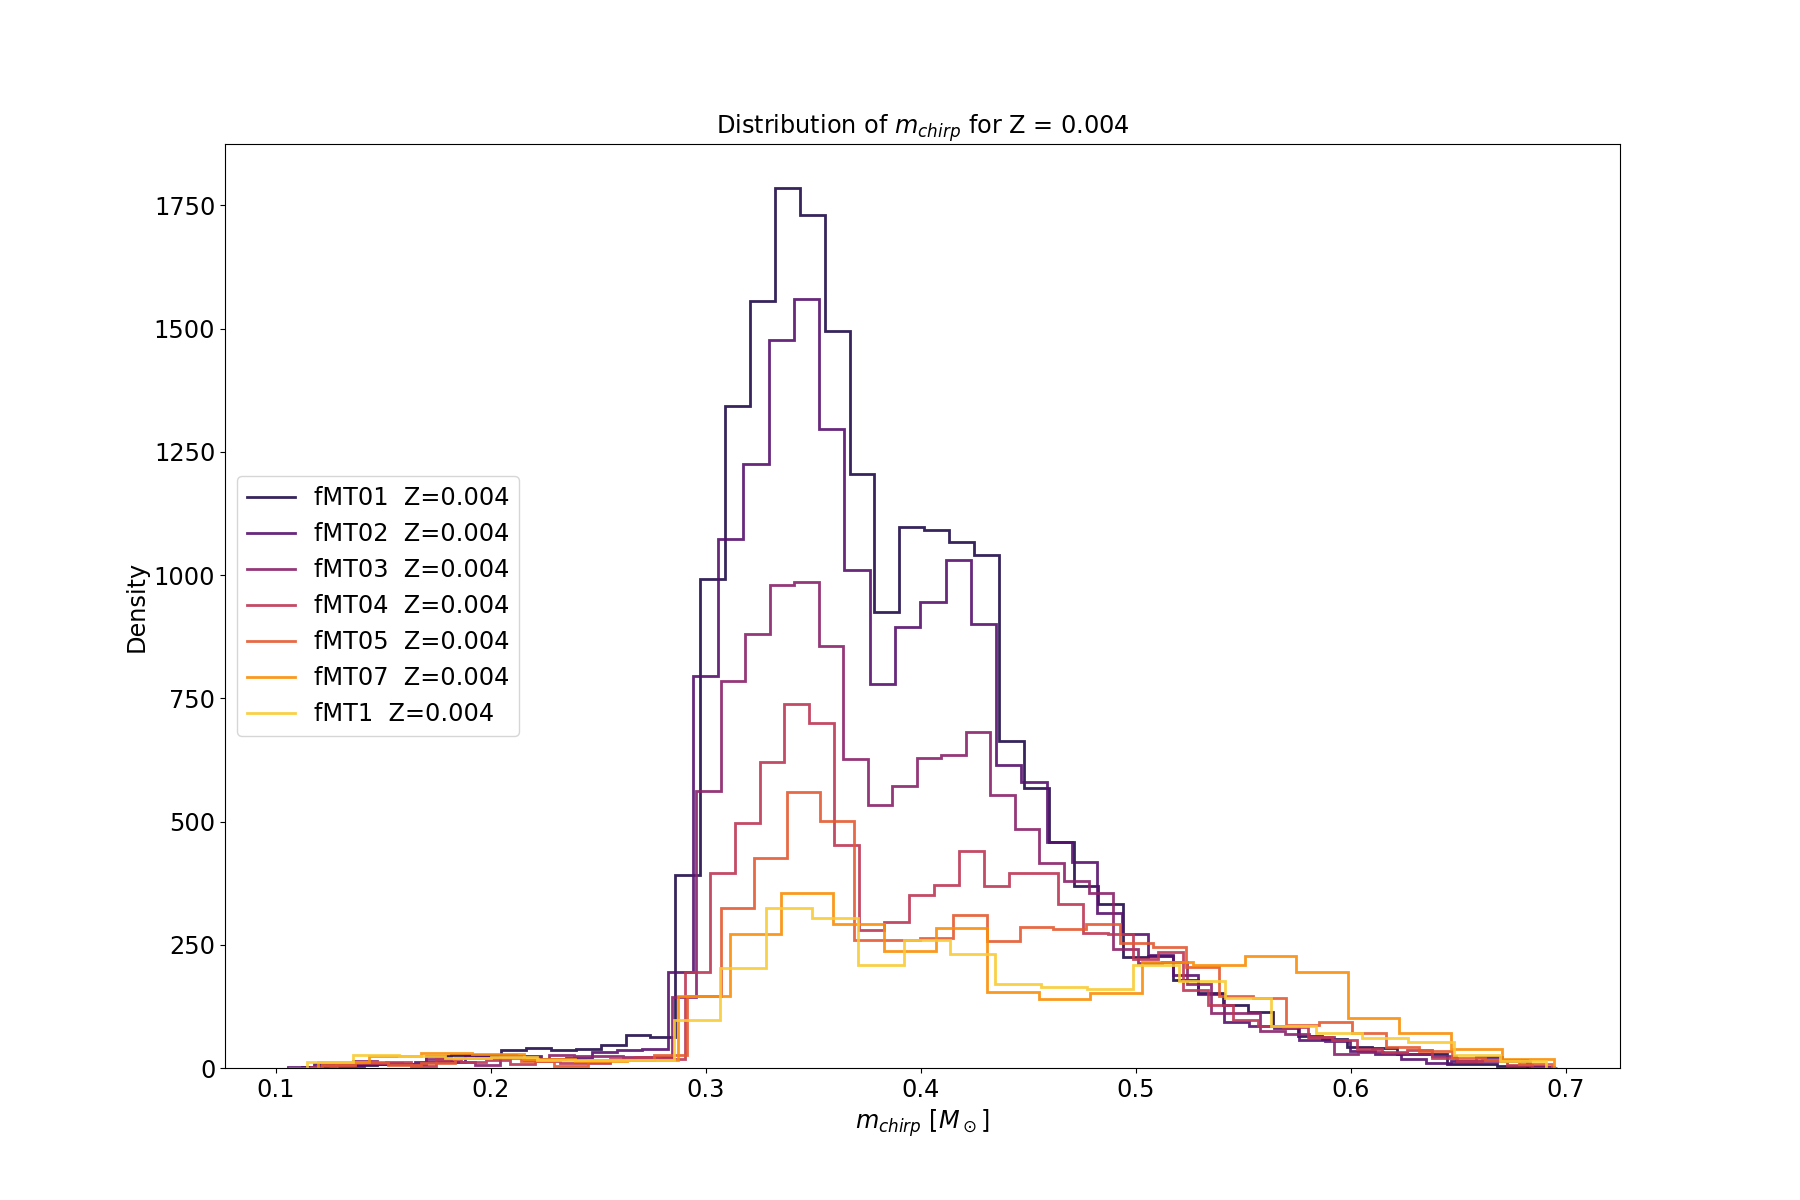 Distribution of m_chirp for Z = 0.004
Density
1750
1500
1250
1000
750
500
250
0
fMT01 Z=0.004
fMT02 Z=0.004
fMT03 Z=0.004
fMT04 Z=0.004
fMT05 Z=0.004
fMT07 Z=0.004
fMT1 Z=0.004
0.1 0.2 0.3 0.4 0.5 0.6 0.7
m_chirp [M_⊙]